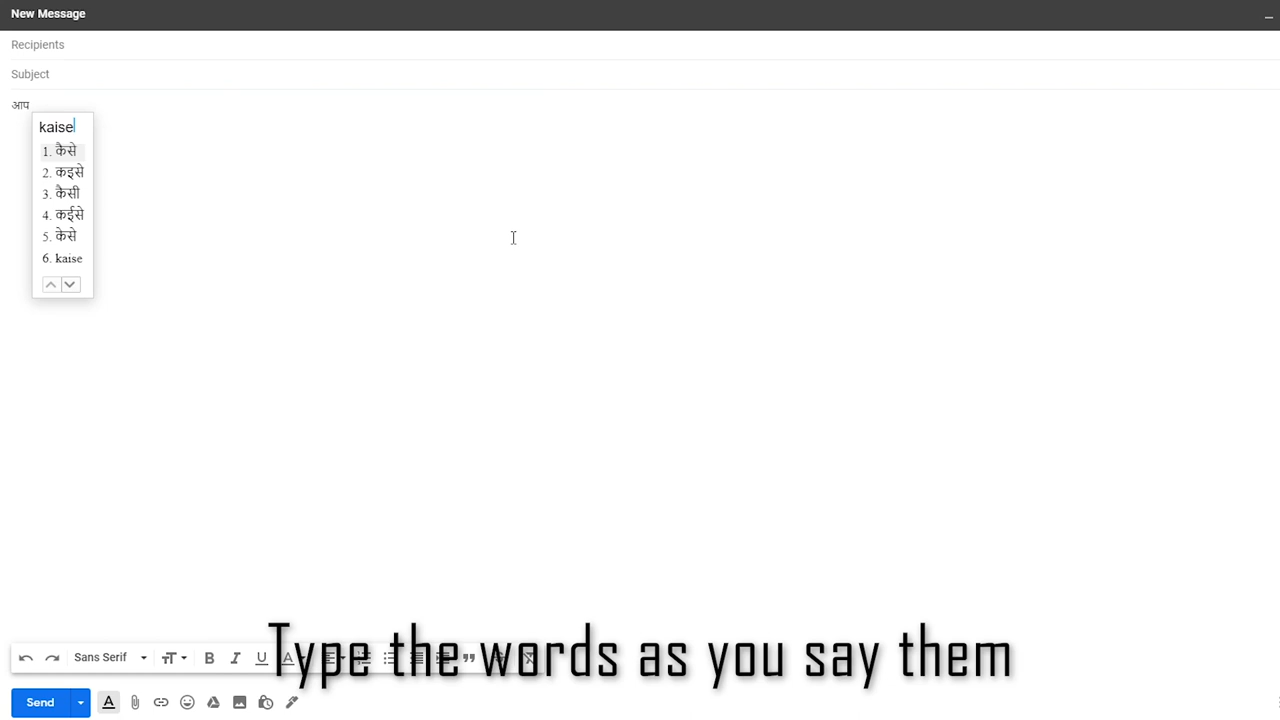 New Message
Recipients
Subject
आप
kaise
1. कैसे
2. कइसे
3. कैसी
4. कईसे
5. केसे
6. kaise
Type the words as you say them
Sans Serif
Send